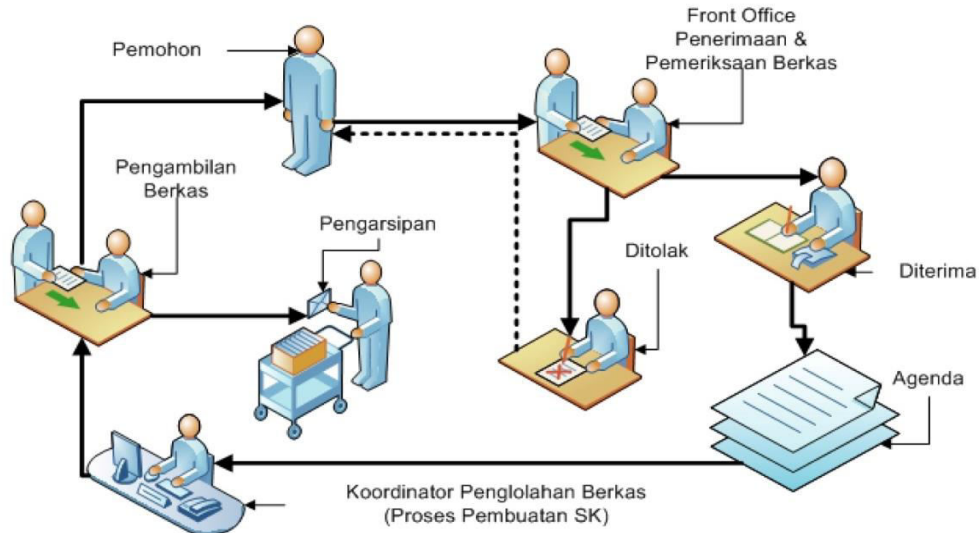 Pemohon
Front Office
Penerimaan &
Pemeriksaan Berkas
Pengambilan
Berkas
Pengarsipan
Ditolak
Diterima
Agenda
Koordinator Penglolahan Berkas
(Proses Pembuatan SK)